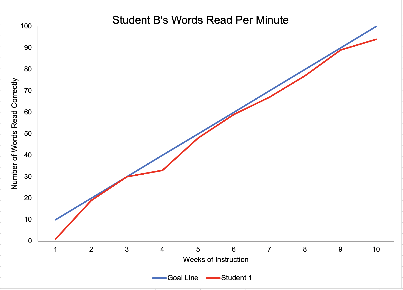 Student B's Words Read Per Minute
Number of Words Read Correctly
100
90
80
70
60
50
40
30
20
10
0
1 2 3 4 5 6 7 8 9 10
Weeks of Instruction
Goal Line Student 1